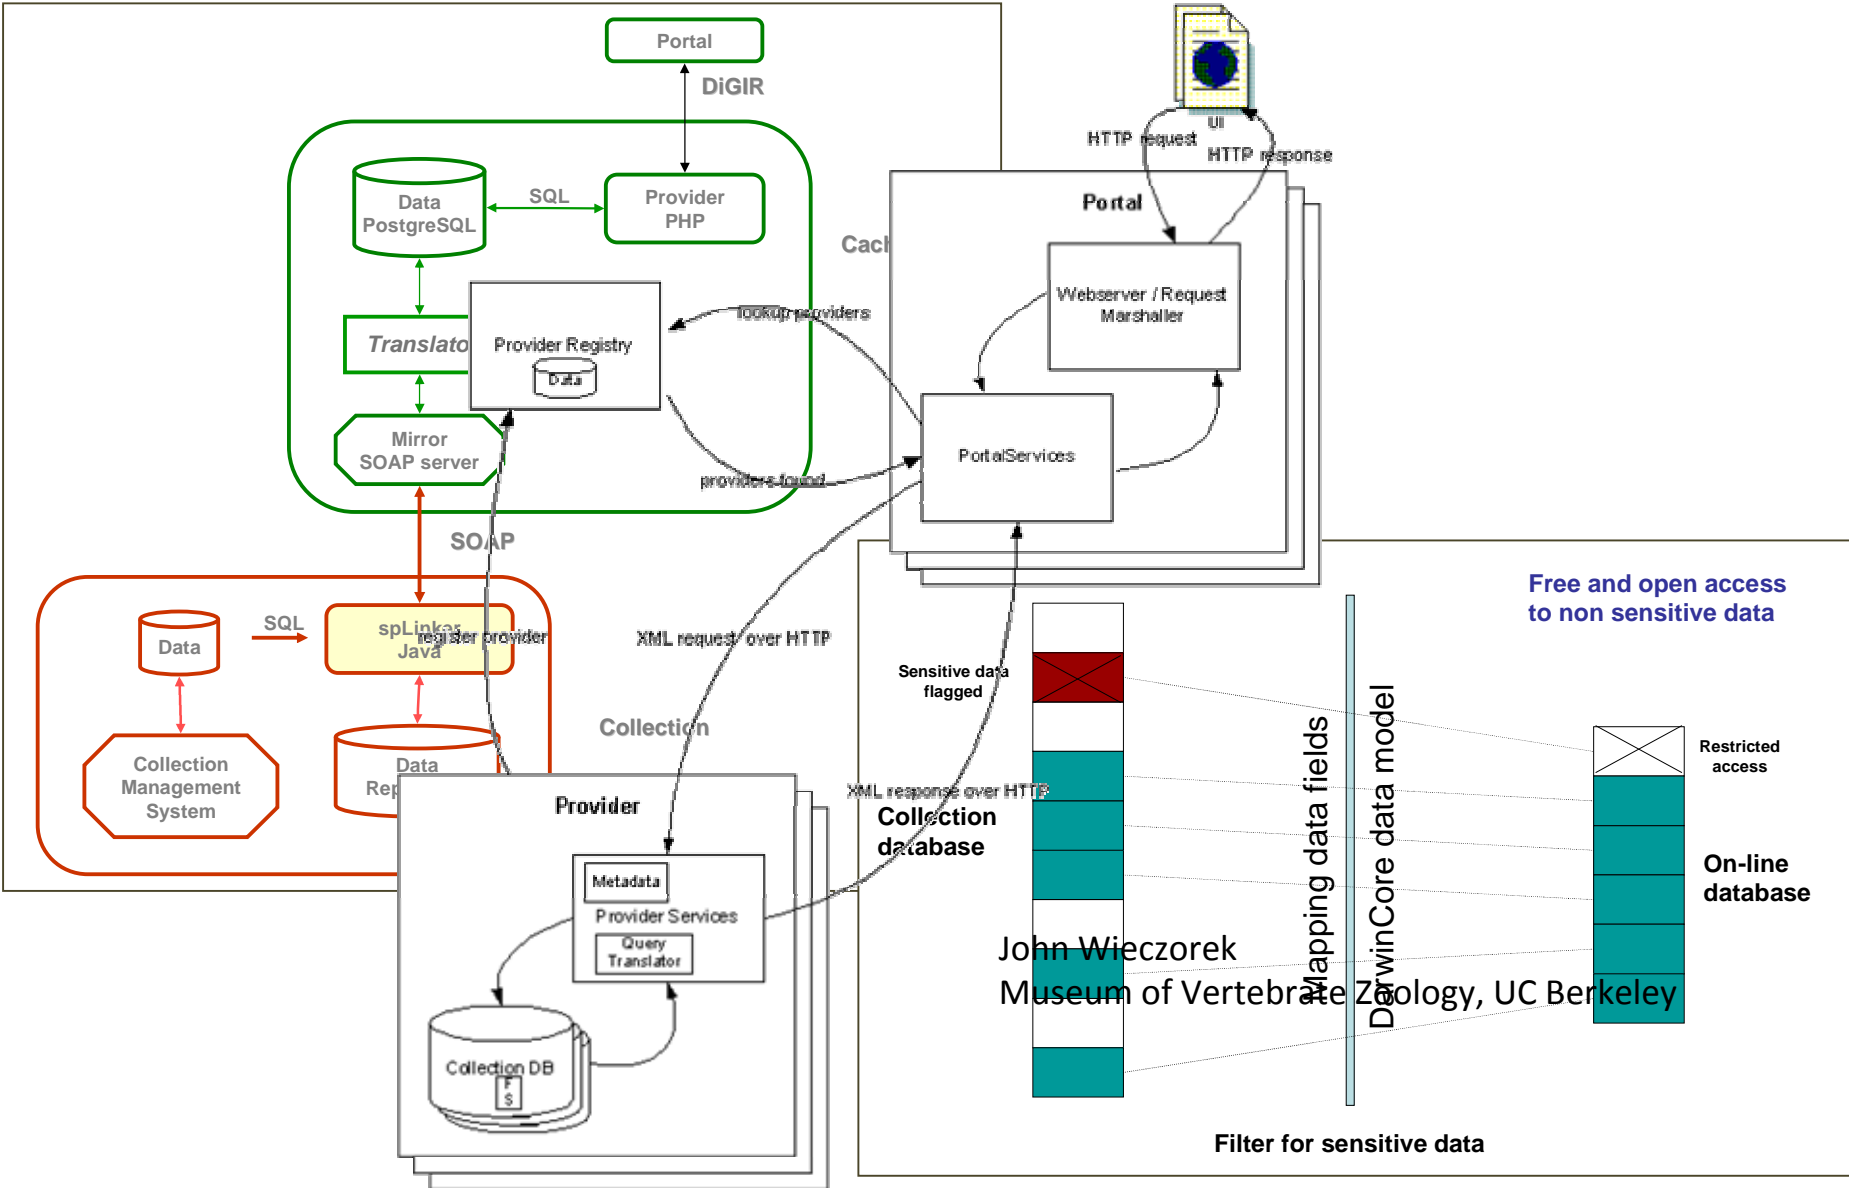 Portal
DiGIR
UI
HTTP request
HTTP response
Data
PostgreSQL
SQL
Provider
PHP
Portal
Webserver / Request
Marshaller
lookup providers
Provider Registry
Data
Mirror
SOAP server
PortalServices
providers found
SOAP
Data
SQL
spLinker
Java
register provider
XML request over HTTP
Collection
Collection
Management
System
Data
Provider
Metadata
Provider Services
Query
Translator
Collection DB
F
S
XML response over HTTP
Free and open access
to non sensitive data
Sensitive data
flagged
Collection
database
Mapping data fields
DarwinCore data model
Restricted
access
On-line
database
John Wieczorek
Museum of Vertebrate Zoology, UC Berkeley
Filter for sensitive data